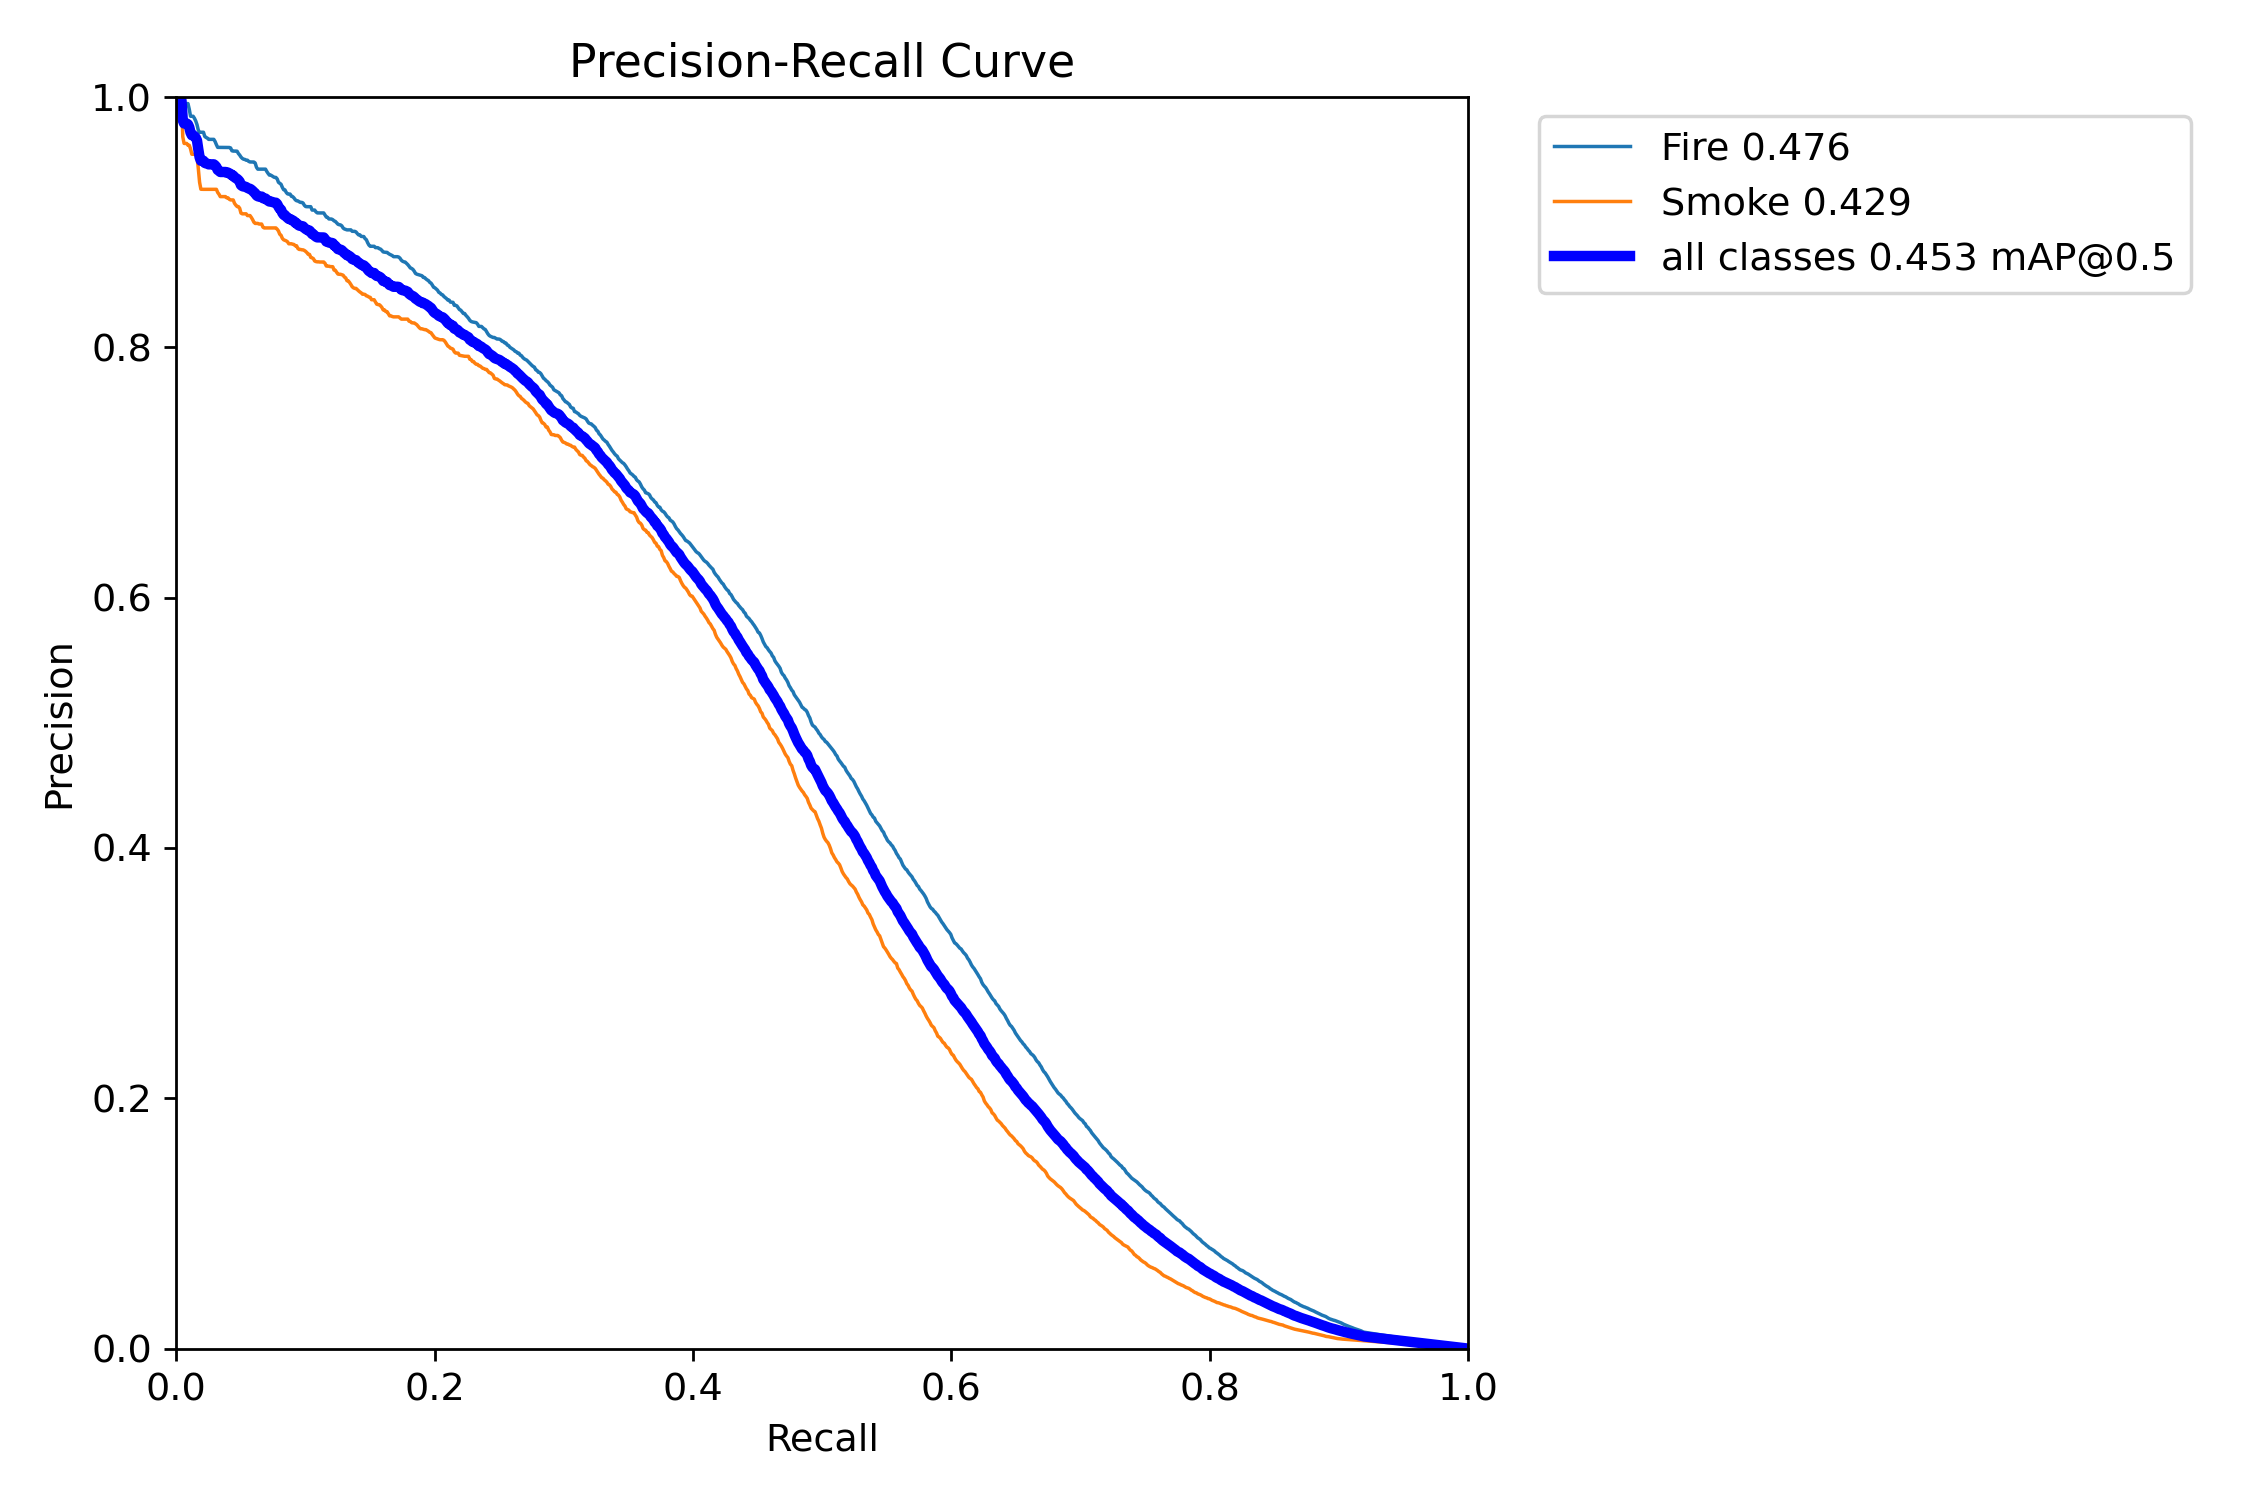 Precision-Recall Curve
1.0
0.8
0.6
0.4
0.2
0.0
Precision
0.0 0.2 0.4 0.6 0.8 1.0
Recall
Fire 0.476
Smoke 0.429
all classes 0.453 mAP@0.5